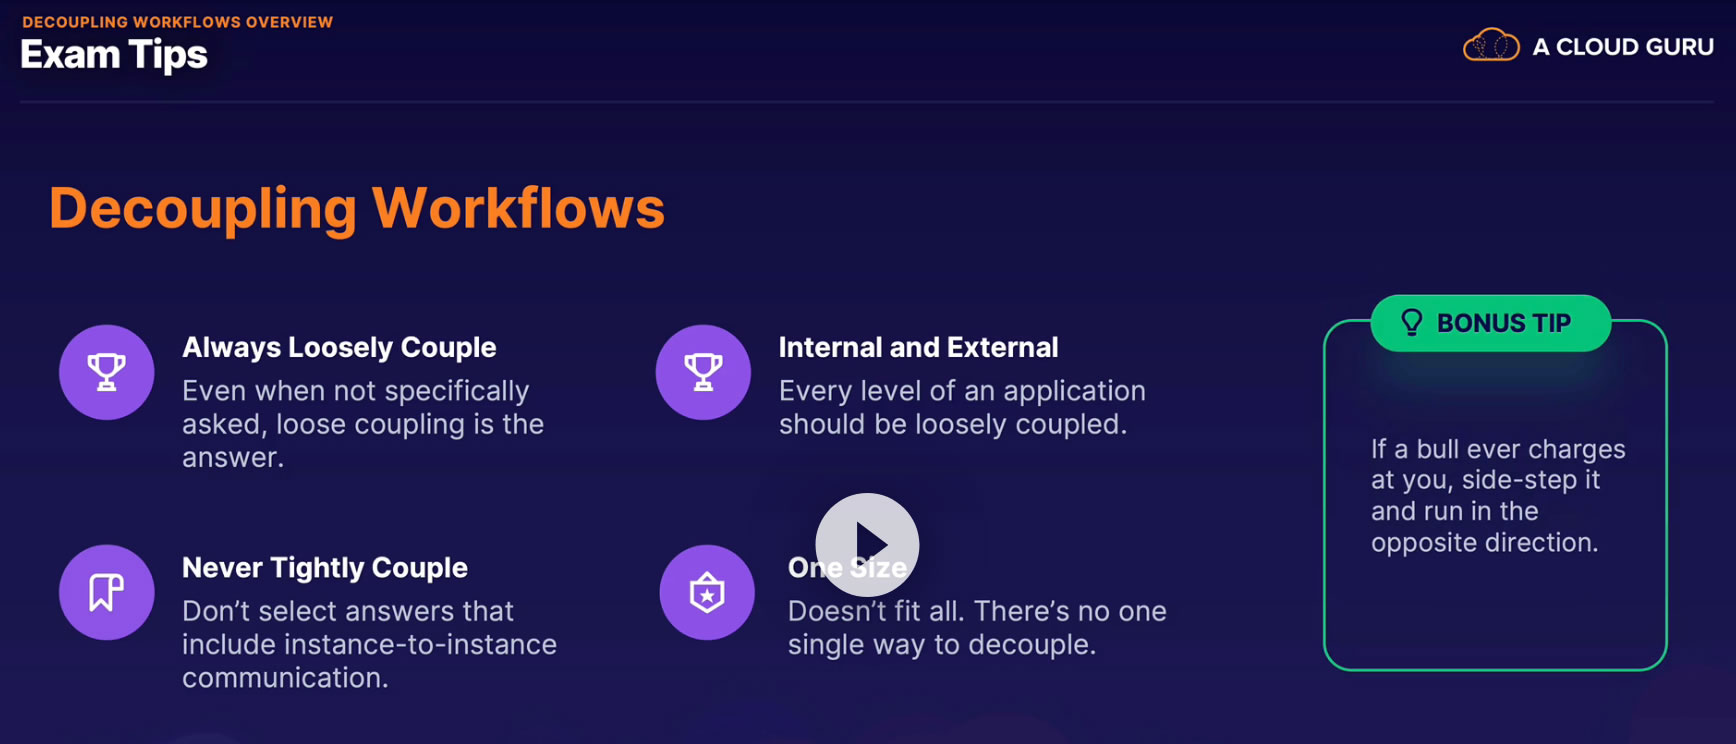 DECOUPLING WORKFLOWS OVERVIEW
Exam Tips
A CLOUD GURU
Decoupling Workflows
Always Loosely Couple
Even when not specifically
asked, loose coupling is the
answer.
Internal and External
Every level of an application
should be loosely coupled.
Never Tightly Couple
Don't select answers that
include instance-to-instance
communication.
One Size
Doesn't fit all. There's no one
single way to decouple.
BONUS TIP
If a bull ever charges
at you, side-step it
and run in the
opposite direction.